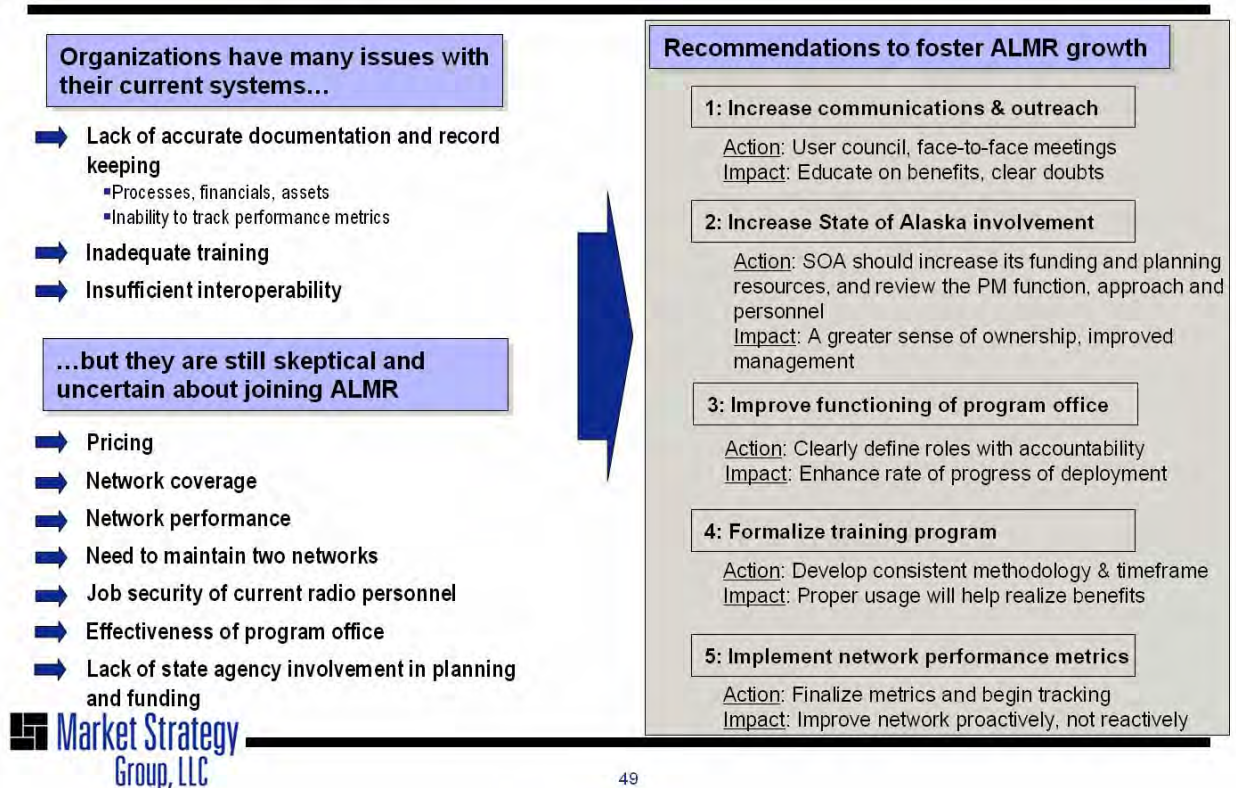 Organizations have many issues with
their current systems…
Lack of accurate documentation and record
keeping
▪Processes, financials, assets
▪Inability to track performance metrics
Inadequate training
Insufficient interoperability
…but they are still skeptical and
uncertain about joining ALMR
Pricing
Network coverage
Network performance
Need to maintain two networks
Job security of current radio personnel
Effectiveness of program office
Lack of state agency involvement in planning
and funding
Recommendations to foster ALMR growth
1: Increase communications & outreach
Action: User council, face-to-face meetings
Impact: Educate on benefits, clear doubts
2: Increase State of Alaska involvement
Action: SOA should increase its funding and planning
resources, and review the PM function, approach and
personnel
Impact: A greater sense of ownership, improved
management
3: Improve functioning of program office
Action: Clearly define roles with accountability
Impact: Enhance rate of progress of deployment
4: Formalize training program
Action: Develop consistent methodology & timeframe
Impact: Proper usage will help realize benefits
5: Implement network performance metrics
Action: Finalize metrics and begin tracking
Impact: Improve network proactively, not reactively
Market Strategy
Group, LLC
49